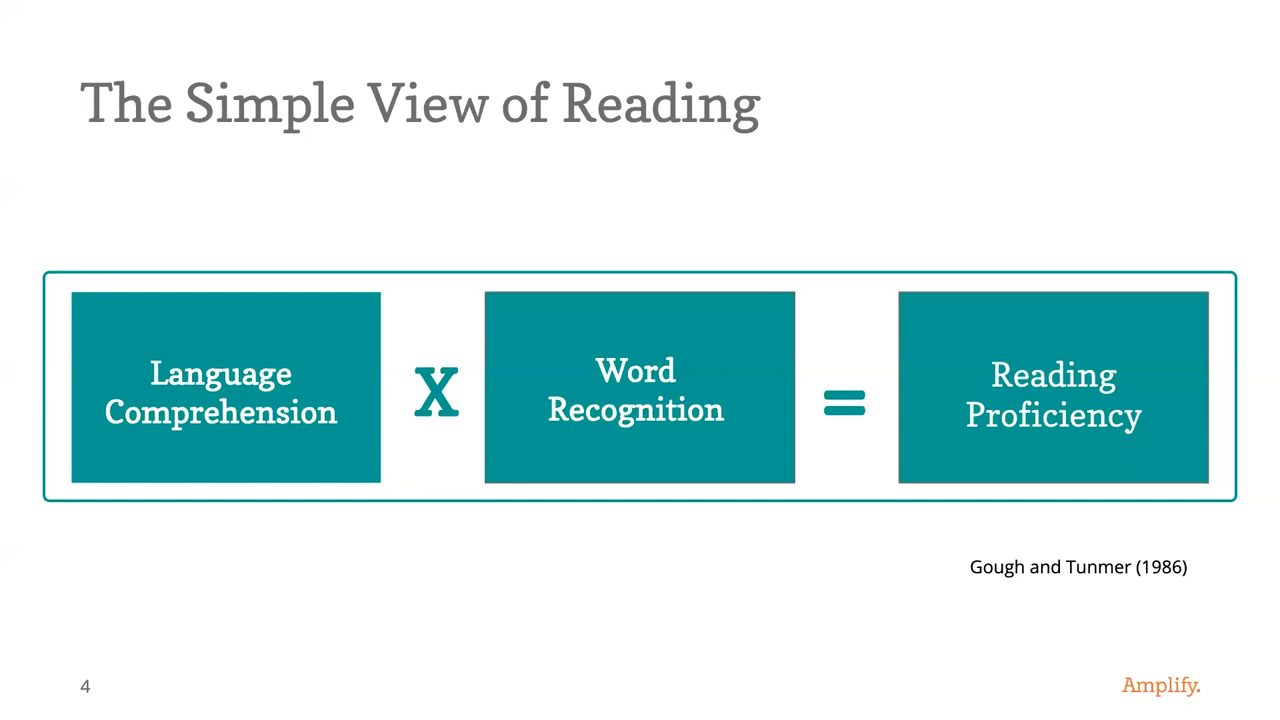 The Simple View of Reading
Language
Comprehension
X
Word
Recognition
=
Reading
Proficiency
Gough and Tunmer (1986)
4
Amplify.